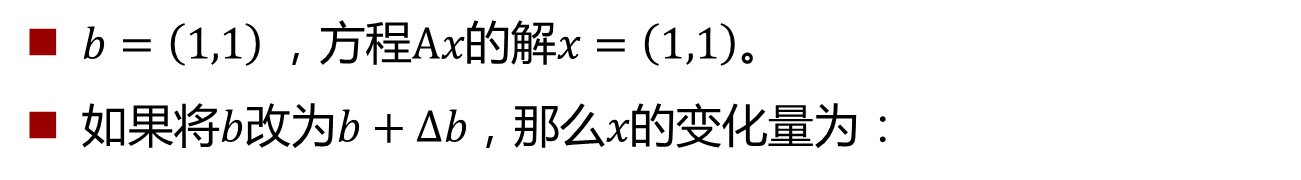 ■ b = (1,1) ，方程Ax的解x = (1,1)。
■ 如果将b改为b + Δb，那么x的变化量为：